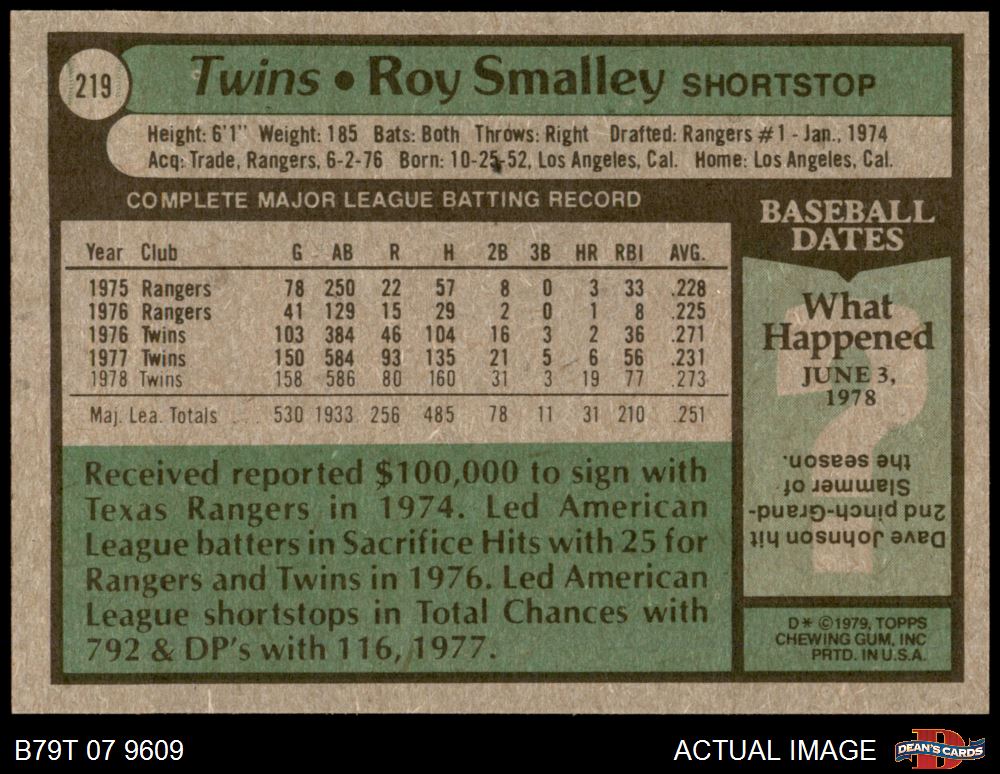 219
Twins • Roy Smalley SHORTSTOP
Height: 6'1" Weight: 185 Bats: Both Throws: Right Drafted: Rangers #1 - Jan., 1974
Acq: Trade, Rangers, 6-2-76 Born: 10-25-52, Los Angeles, Cal. Home: Los Angeles, Cal.
COMPLETE MAJOR LEAGUE BATTING RECORD
Year Club G AB R H 2B 3B HR RBI AVG.
1975 Rangers 78 250 22 57 8 0 3 33 .228
1976 Rangers 41 129 15 29 2 0 1 8 .225
1976 Twins 103 384 46 104 16 3 2 36 .271
1977 Twins 150 584 93 135 21 5 6 56 .231
1978 Twins 158 586 80 160 31 3 19 77 .273
Maj. Lea. Totals 530 1933 256 485 78 11 31 210 .251
Received reported $100,000 to sign with
Texas Rangers in 1974. Led American
League batters in Sacrifice Hits with 25 for
Rangers and Twins in 1976. Led American
League shortstops in Total Chances with
792 & DP's with 116, 1977.
BASEBALL
DATES
What
Happened
JUNE 3,
1978
?
Dave Johnson hit
2nd pinch-Grand-
Slammer of
the season.
D* ©1979, TOPPS
CHEWING GUM, INC
PRTD. IN U.S.A.
B79T 07 9609
ACTUAL IMAGE
D
DEAN'S CARDS